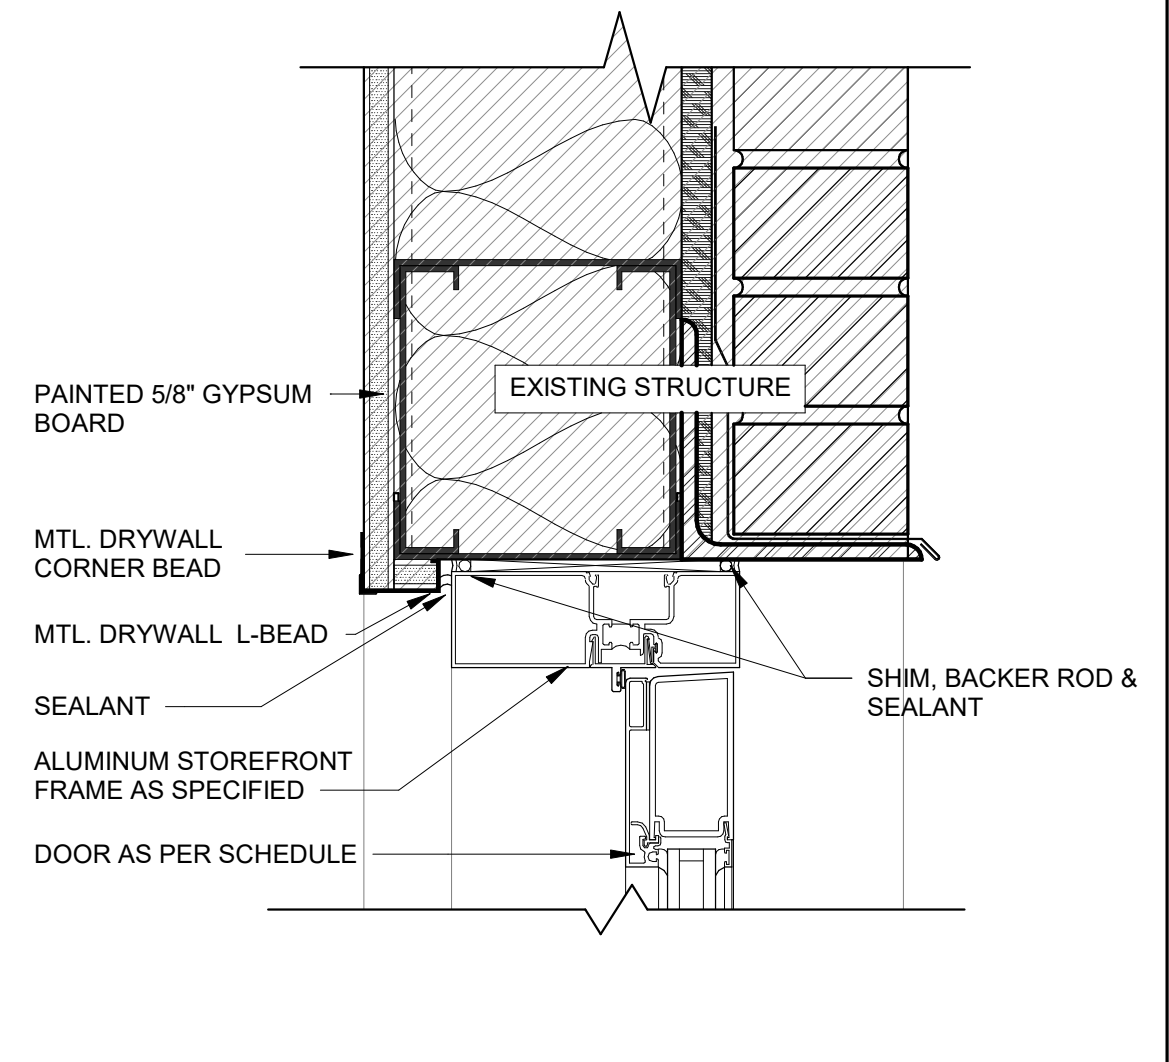 EXISTING STRUCTURE
PAINTED 5/8" GYPSUM
BOARD
MTL. DRYWALL
CORNER BEAD
MTL. DRYWALL  L-BEAD
SEALANT
ALUMINUM STOREFRONT
FRAME AS SPECIFIED
DOOR AS PER SCHEDULE
SHIM, BACKER ROD &
SEALANT